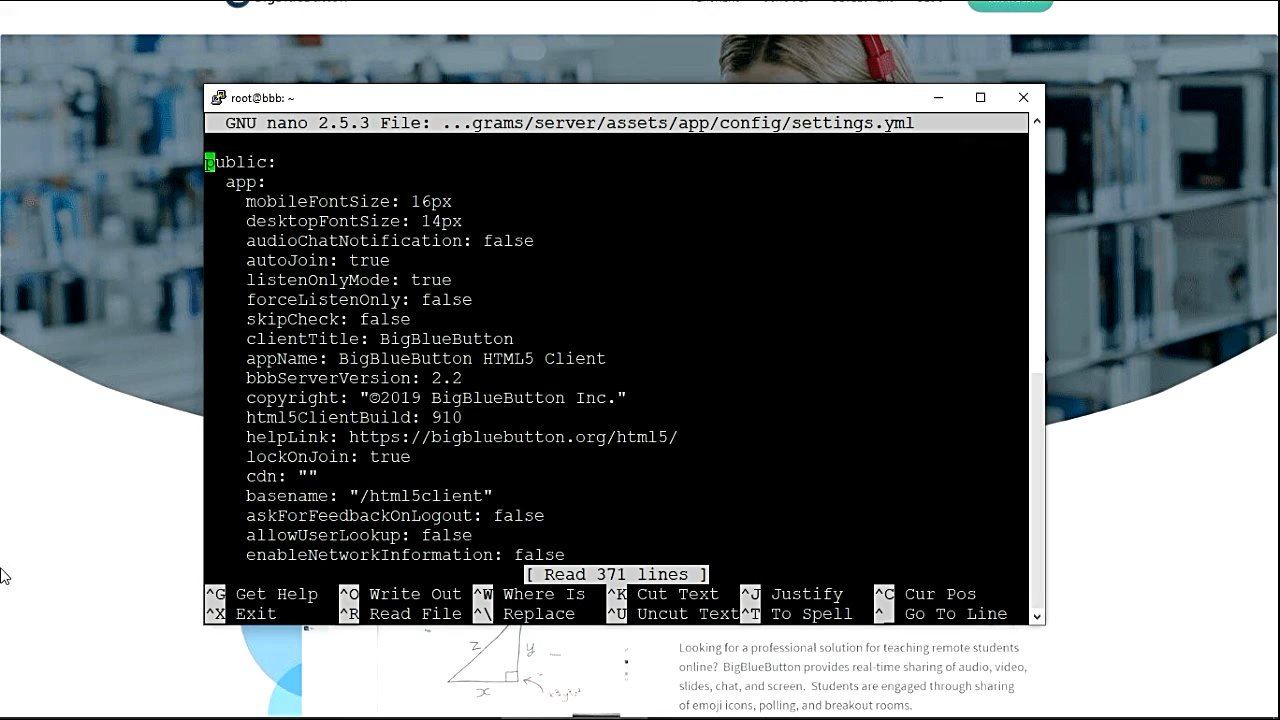 root@bbb: ~
GNU nano 2.5.3 File: ...grams/server/assets/app/config/settings.yml
public:
app:
mobileFontSize: 16px
desktopFontSize: 14px
audioChatNotification: false
autoJoin: true
listenOnlyMode: true
forceListenOnly: false
skipCheck: false
clientTitle: BigBlueButton
appName: BigBlueButton HTML5 Client
bbbServerVersion: 2.2
copyright: "©2019 BigBlueButton Inc."
html5ClientBuild: 910
helpLink: https://bigbluebutton.org/html5/
lockOnJoin: true
cdn: ""
basename: "/html5client"
askForFeedbackOnLogout: false
allowUserLookup: false
enableNetworkInformation: false
[ Read 371 lines ]
^G Get Help ^O Write Out ^W Where Is ^K Cut Text ^J Justify ^C Cur Pos
^X Exit ^R Read File ^\ Replace ^U Uncut Text ^T To Spell ^_ Go To Line
z y
x
Looking for a professional solution for teaching remote students
online? BigBlueButton provides real-time sharing of audio, video,
slides, chat, and screen. Students are engaged through sharing
of emoji icons, polling, and breakout rooms.